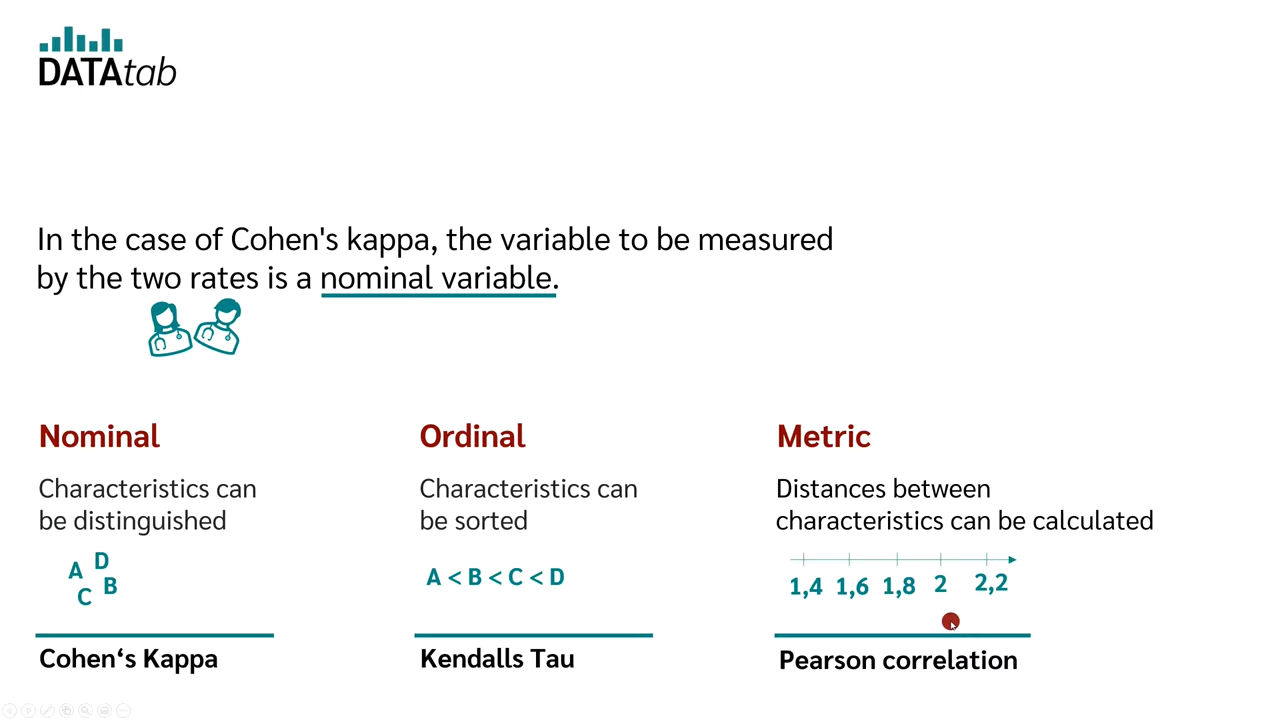 DATAtab
In the case of Cohen's kappa, the variable to be measured
by the two rates is a nominal variable.
Nominal
Characteristics can
be distinguished
A D
C B
Cohen‘s Kappa
Ordinal
Characteristics can
be sorted
A < B < C < D
Kendalls Tau
Metric
Distances between
characteristics can be calculated
1,4 1,6 1,8 2 2,2
Pearson correlation